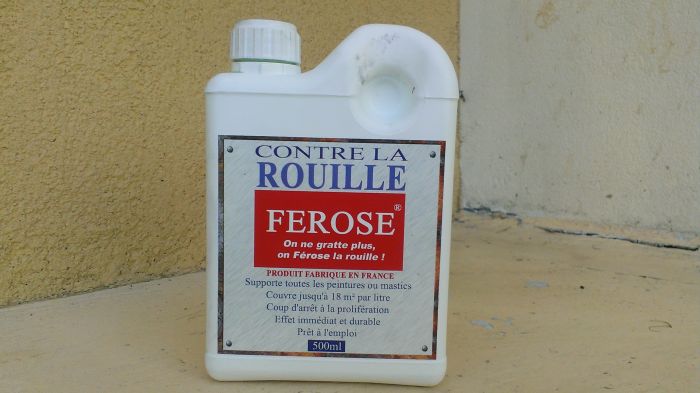 CONTRE LA
ROUILLE
FEROSE®
On ne gratte plus,
on Férose la rouille !
PRODUIT FABRIQUE EN FRANCE
Supporte toutes les peintures ou mastics
Couvre jusqu'à 18 m² par litre
Coup d'arrêt à la prolifération
Effet immédiat et durable
Prêt à l'emploi
500ml